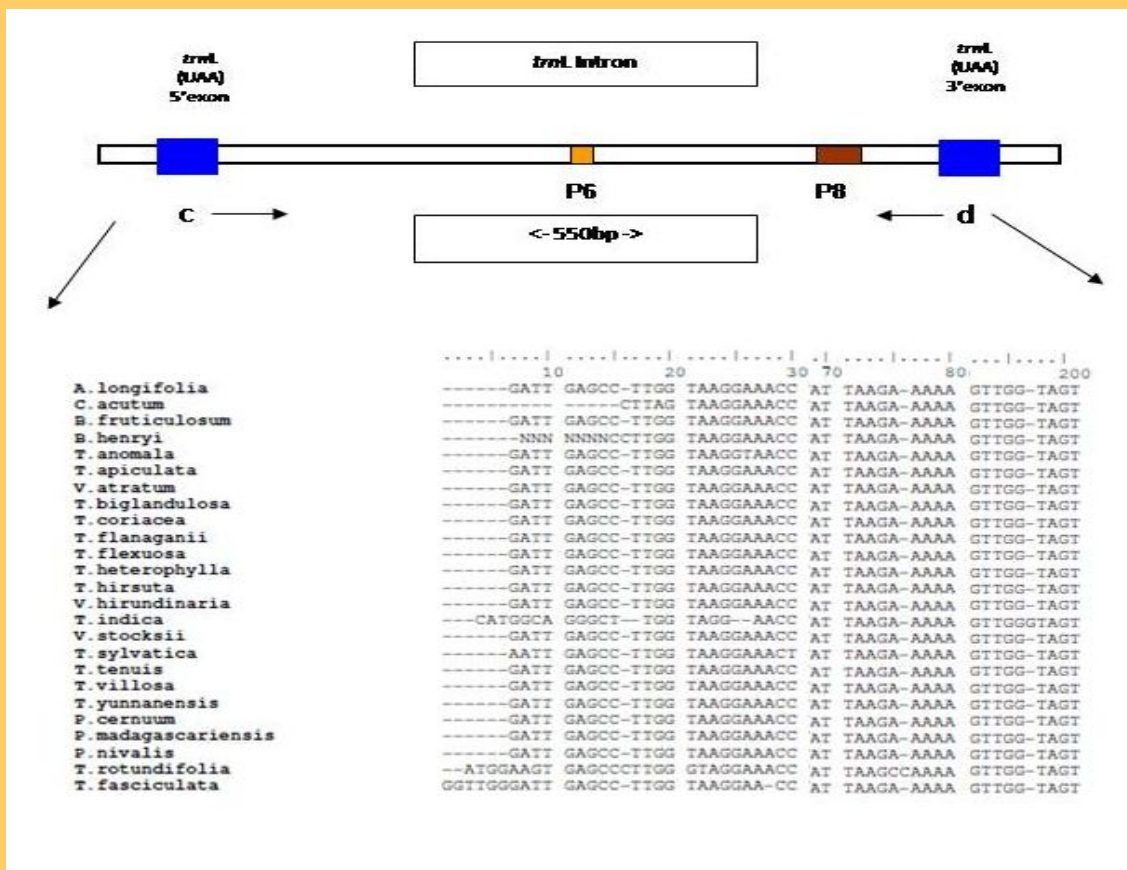 trnL
(UAA)
5'exon
trnL Intron
trnL
(UAA)
3'exon
P6 P8
c d
<- 550bp ->
....|....|....|....|....|....| .|....|....|....|....|
10 20 30 70 80 200
A.longifolia ------GATT GAGCC-TTGG TAAGGAAACC AT TAAGA-AAAA GTTGG-TAGT
C.acutum ---------- -----CTTAG TAAGGAAACC AT TAAGA-AAAA GTTGG-TAGT
B.fruticulosum ------GATT GAGCC-TTGG TAAGGAAACC AT TAAGA-AAAA GTTGG-TAGT
B.henryi -------NNN NNNNCCTTGG TAAGGAAACC AT TAAGA-AAAA GTTGG-TAGT
T.anomala ------GATT GAGCC-TTGG TAAGGTAACC AT TAAGA-AAAA GTTGG-TAGT
T.apiculata ------GATT GAGCC-TTGG TAAGGAAACC AT TAAGA-AAAA GTTGG-TAGT
V.atratum ------GATT GAGCC-TTGG TAAGGAAACC AT TAAGA-AAAA GTTGG-TAGT
T.biglandulosa ------GATT GAGCC-TTGG TAAGGAAACC AT TAAGA-AAAA GTTGG-TAGT
T.coriacea ------GATT GAGCC-TTGG TAAGGAAACC AT TAAGA-AAAA GTTGG-TAGT
T.flanaganii ------GATT GAGCC-TTGG TAAGGAAACC AT TAAGA-AAAA GTTGG-TAGT
T.flexuosa ------GATT GAGCC-TTGG TAAGGAAACC AT TAAGA-AAAA GTTGG-TAGT
T.heterophylla ------GATT GAGCC-TTGG TAAGGAAACC AT TAAGA-AAAA GTTGG-TAGT
T.hirsuta ------GATT GAGCC-TTGG TAAGGAAACC AT TAAGA-AAAA GTTGG-TAGT
V.hirundinaria ------GATT GAGCC-TTGG TAAGGAAACC AT TAAGA-AAAA GTTGG-TAGT
T.indica ---CATGGCA GGGCT--TGG TAGG--AACC AT TAAGA-AAAA GTTGGGTAGT
V.stocksii ------GATT GAGCC-TTGG TAAGGAAACC AT TAAGA-AAAA GTTGG-TAGT
T.sylvatica ------AATT GAGCC-TTGG TAAGGAAACT AT TAAGA-AAAA GTTGG-TAGT
T.tenuis ------GATT GAGCC-TTGG TAAGGAAACC AT TAAGA-AAAA GTTGG-TAGT
T.villosa ------GATT GAGCC-TTGG TAAGGAAACC AT TAAGA-AAAA GTTGG-TAGT
T.yunnanensis ------GATT GAGCC-TTGG TAAGGAAACC AT TAAGA-AAAA GTTGG-TAGT
P.cernuum ------GATT GAGCC-TTGG TAAGGAAACC AT TAAGA-AAAA GTTGG-TAGT
P.madagascariensis ------GATT GAGCC-TTGG TAAGGAAACC AT TAAGA-AAAA GTTGG-TAGT
P.nivalis ------GATT GAGCC-TTGG TAAGGAAACC AT TAAGA-AAAA GTTGG-TAGT
T.rotundifolia --ATGGAAGT GAGCCCTTGG GTAGGAAACC AT TAAGCCAAAA GTTGG-TAGT
T.fasciculata GGTTGGGATT GAGCC-TTGG TAAGGAA-CC AT TAAGA-AAAA GTTGG-TAGT